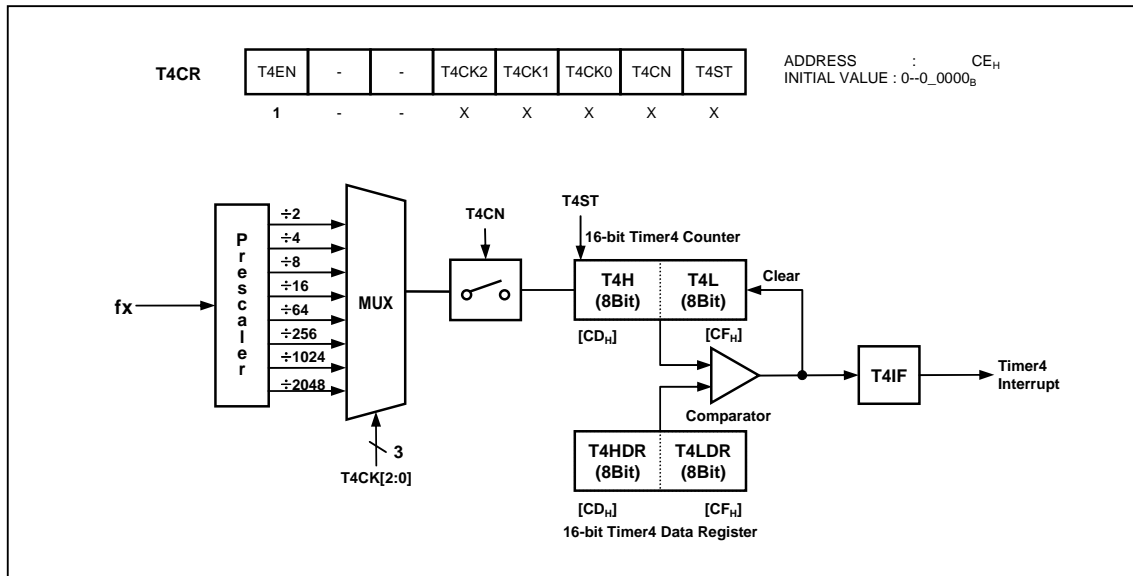 T4CR
T4EN - - T4CK2 T4CK1 T4CK0 T4CN T4ST
1 - - X X X X X
ADDRESS : CEH
INITIAL VALUE : 0--0_0000B
fx
Prescaler
÷2
÷4
÷8
÷16
÷64
÷256
÷1024
÷2048
MUX
3
T4CK[2:0]
T4CN
T4ST
16-bit Timer4 Counter
T4H (8Bit)
T4L (8Bit)
Clear
[CDH] [CFH]
Comparator
T4HDR (8Bit)
T4LDR (8Bit)
[CDH] [CFH]
16-bit Timer4 Data Register
T4IF
Timer4
Interrupt